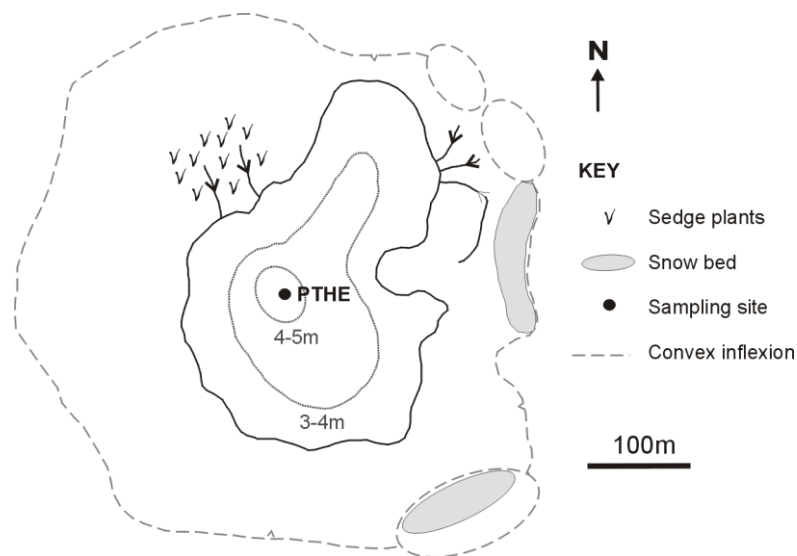 N
KEY
Sedge plants
Snow bed
Sampling site
Convex inflexion
100m
PTHE
4-5m
3-4m